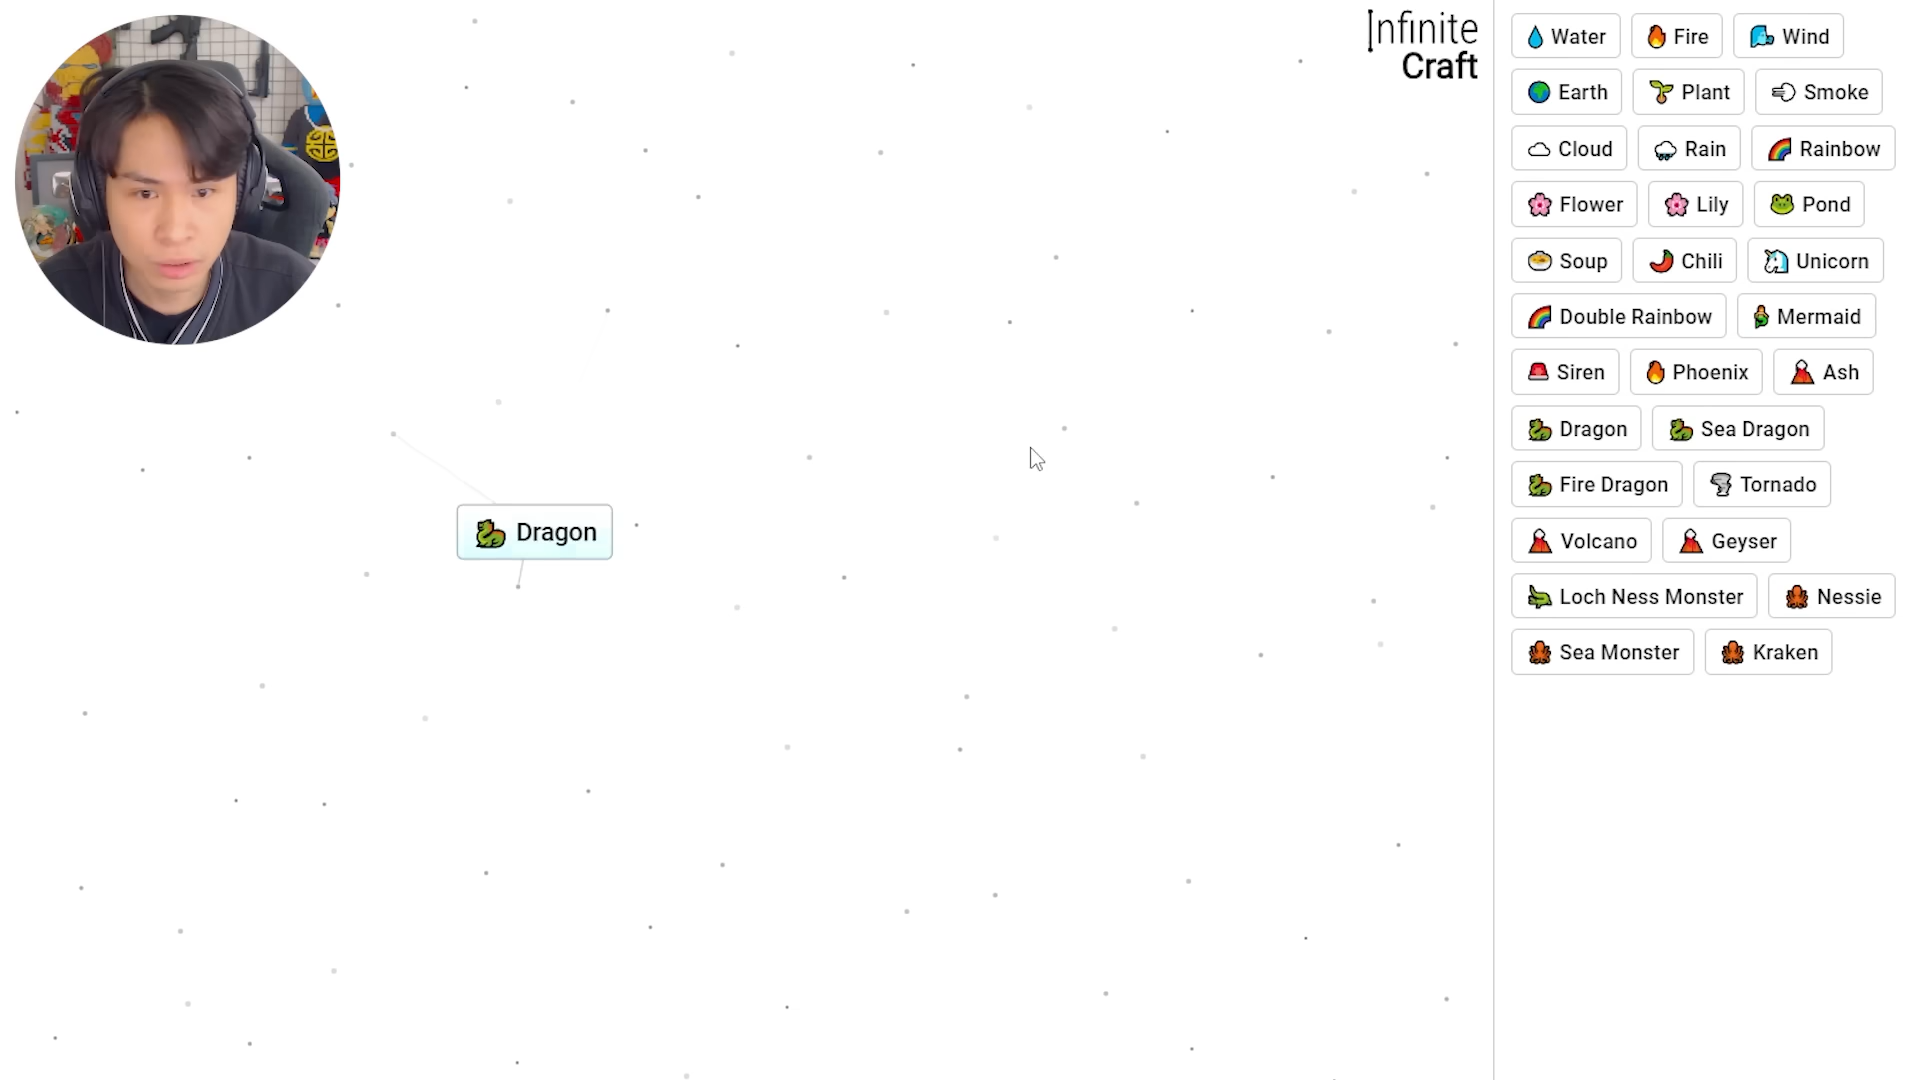 Infinite
Craft
Water Fire Wind
Earth Plant Smoke
Cloud Rain Rainbow
Flower Lily Pond
Soup Chili Unicorn
Double Rainbow Mermaid
Siren Phoenix Ash
Dragon Sea Dragon
Fire Dragon Tornado
Volcano Geyser
Loch Ness Monster Nessie
Sea Monster Kraken
Dragon